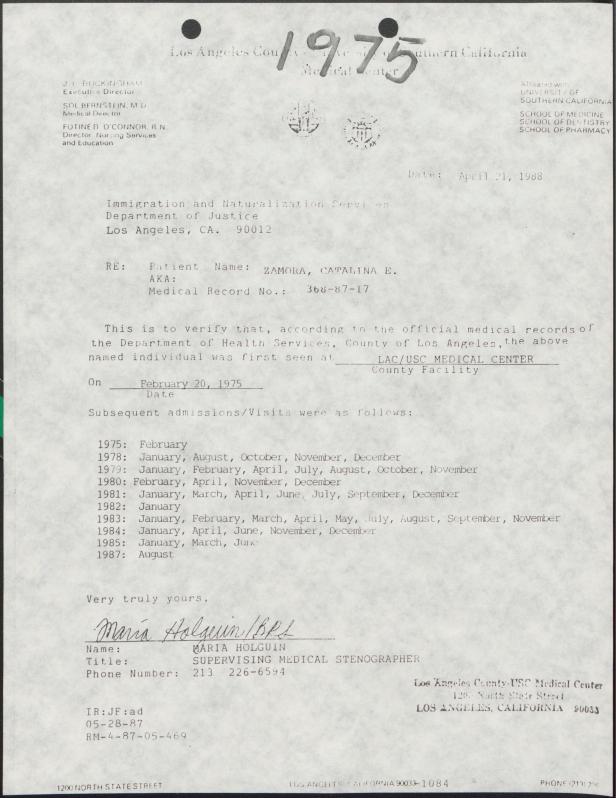 1975
Los Angeles County University of Southern California
Medical Center
J. L. BUCKINGHAM
Executive Director
SOL BERNSTEIN, M.D.
Medical Director
FOTINE D. O'CONNOR, R.N.
Director, Nursing Services
and Education
Affiliated with
UNIVERSITY OF
SOUTHERN CALIFORNIA
SCHOOL OF MEDICINE
SCHOOL OF DENTISTRY
SCHOOL OF PHARMACY
Date: April 21, 1988
Immigration and Naturalization Services
Department of Justice
Los Angeles, CA. 90012
RE: Patient Name: ZAMORA, CATALINA E.
AKA:
Medical Record No.: 368-87-17
This is to verify that, according to the official medical records of
the Department of Health Services, County of Los Angeles, the above
named individual was first seen at LAC/USC MEDICAL CENTER
County Facility
On February 20, 1975
Date
Subsequent admissions/Visits were as follows:
1975: February
1978: January, August, October, November, December
1979: January, February, April, July, August, October, November
1980: February, April, November, December
1981: January, March, April, June, July, September, December
1982: January
1983: January, February, March, April, May, July, August, September, November
1984: January, April, June, November, December
1985: January, March, June
1987: August
Very truly yours,
Maria Holguin/BPS
Name: MARIA HOLGUIN
Title: SUPERVISING MEDICAL STENOGRAPHER
Phone Number: 213 226-6594
Los Angeles County-USC Medical Center
1200 North State Street
LOS ANGELES, CALIFORNIA 90033
IR:JF:ad
05-28-87
RM-4-87-05-469
1200 NORTH STATE STREET
LOS ANGELES, CALIFORNIA 90033-1084
PHONE (213)